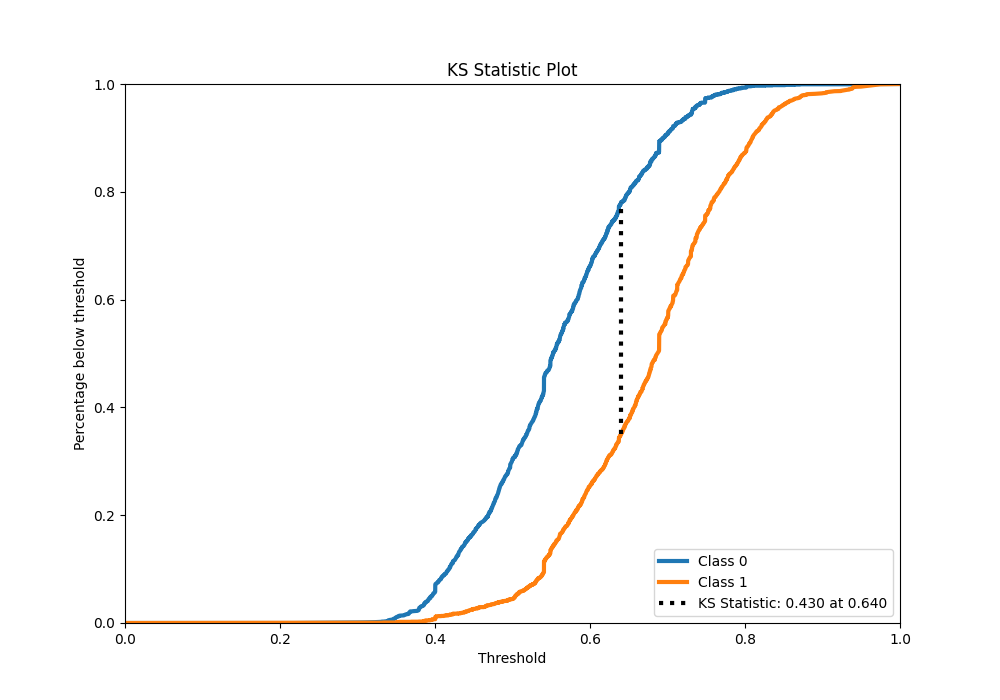 KS Statistic Plot
1.0
0.8
0.6
0.4
0.2
0.0
Percentage below threshold
0.0 0.2 0.4 0.6 0.8 1.0
Threshold
Class 0
Class 1
KS Statistic: 0.430 at 0.640